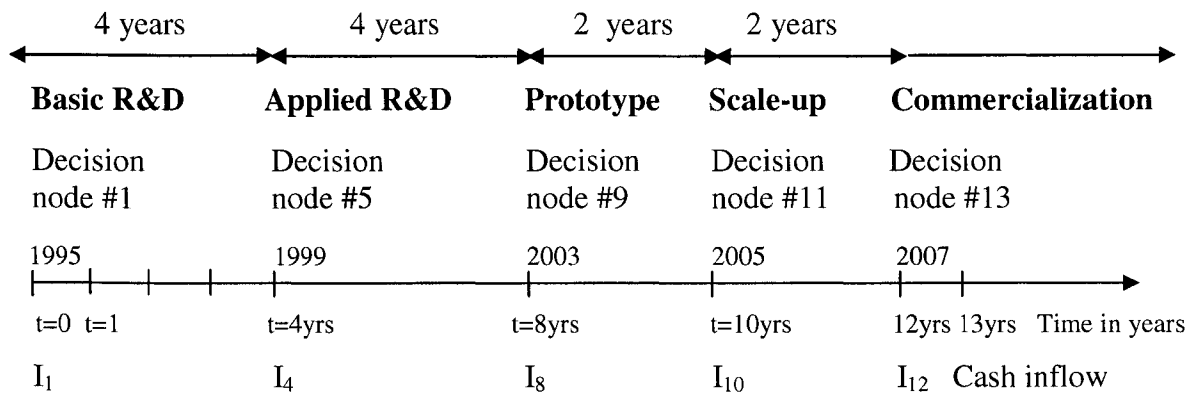 4 years 4 years 2 years 2 years
Basic R&D Applied R&D Prototype Scale-up Commercialization
Decision Decision Decision Decision Decision
node #1 node #5 node #9 node #11 node #13
1995 1999 2003 2005 2007
t=0 t=1 t=4yrs t=8yrs t=10yrs 12yrs 13yrs Time in years
I1 I4 I8 I10 I12 Cash inflow